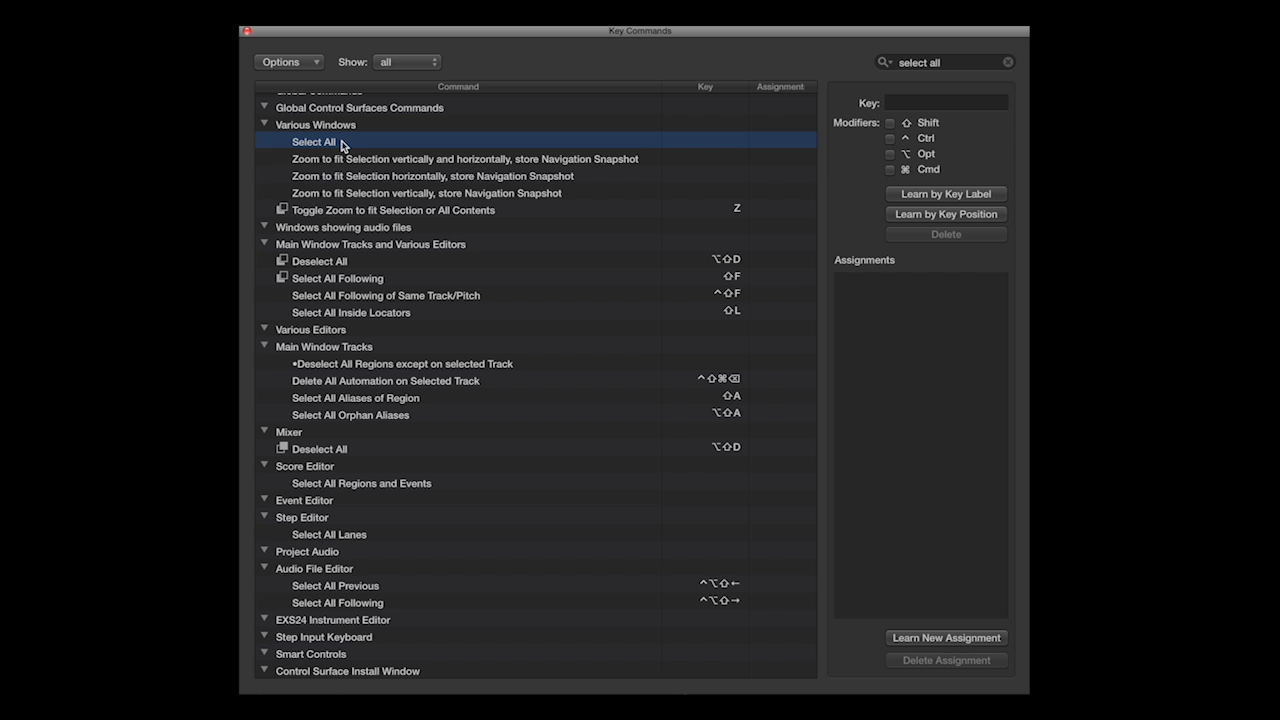 Key Commands
Options
Show: all
select all
Command Key Assignment
Global Control Surfaces Commands
Various Windows
Select All
Zoom to fit Selection vertically and horizontally, store Navigation Snapshot
Zoom to fit Selection horizontally, store Navigation Snapshot
Zoom to fit Selection vertically, store Navigation Snapshot
Toggle Zoom to fit Selection or All Contents Z
Windows showing audio files
Main Window Tracks and Various Editors
Deselect All ⌥⇧D
Select All Following ⇧F
Select All Following of Same Track/Pitch ⌃⇧F
Select All Inside Locators ⇧L
Various Editors
Main Window Tracks
•Deselect All Regions except on selected Track
Delete All Automation on Selected Track ⌃⇧⌘⌫
Select All Aliases of Region ⇧A
Select All Orphan Aliases ⌥⇧A
Mixer
Deselect All ⌥⇧D
Score Editor
Select All Regions and Events
Event Editor
Step Editor
Select All Lanes
Project Audio
Audio File Editor
Select All Previous ⌃⌥⇧←
Select All Following ⌃⌥⇧→
EXS24 Instrument Editor
Step Input Keyboard
Smart Controls
Control Surface Install Window
Key:
Modifiers: ⇧ Shift
⌃ Ctrl
⌥ Opt
⌘ Cmd
Learn by Key Label
Learn by Key Position
Delete
Assignments
Learn New Assignment
Delete Assignment